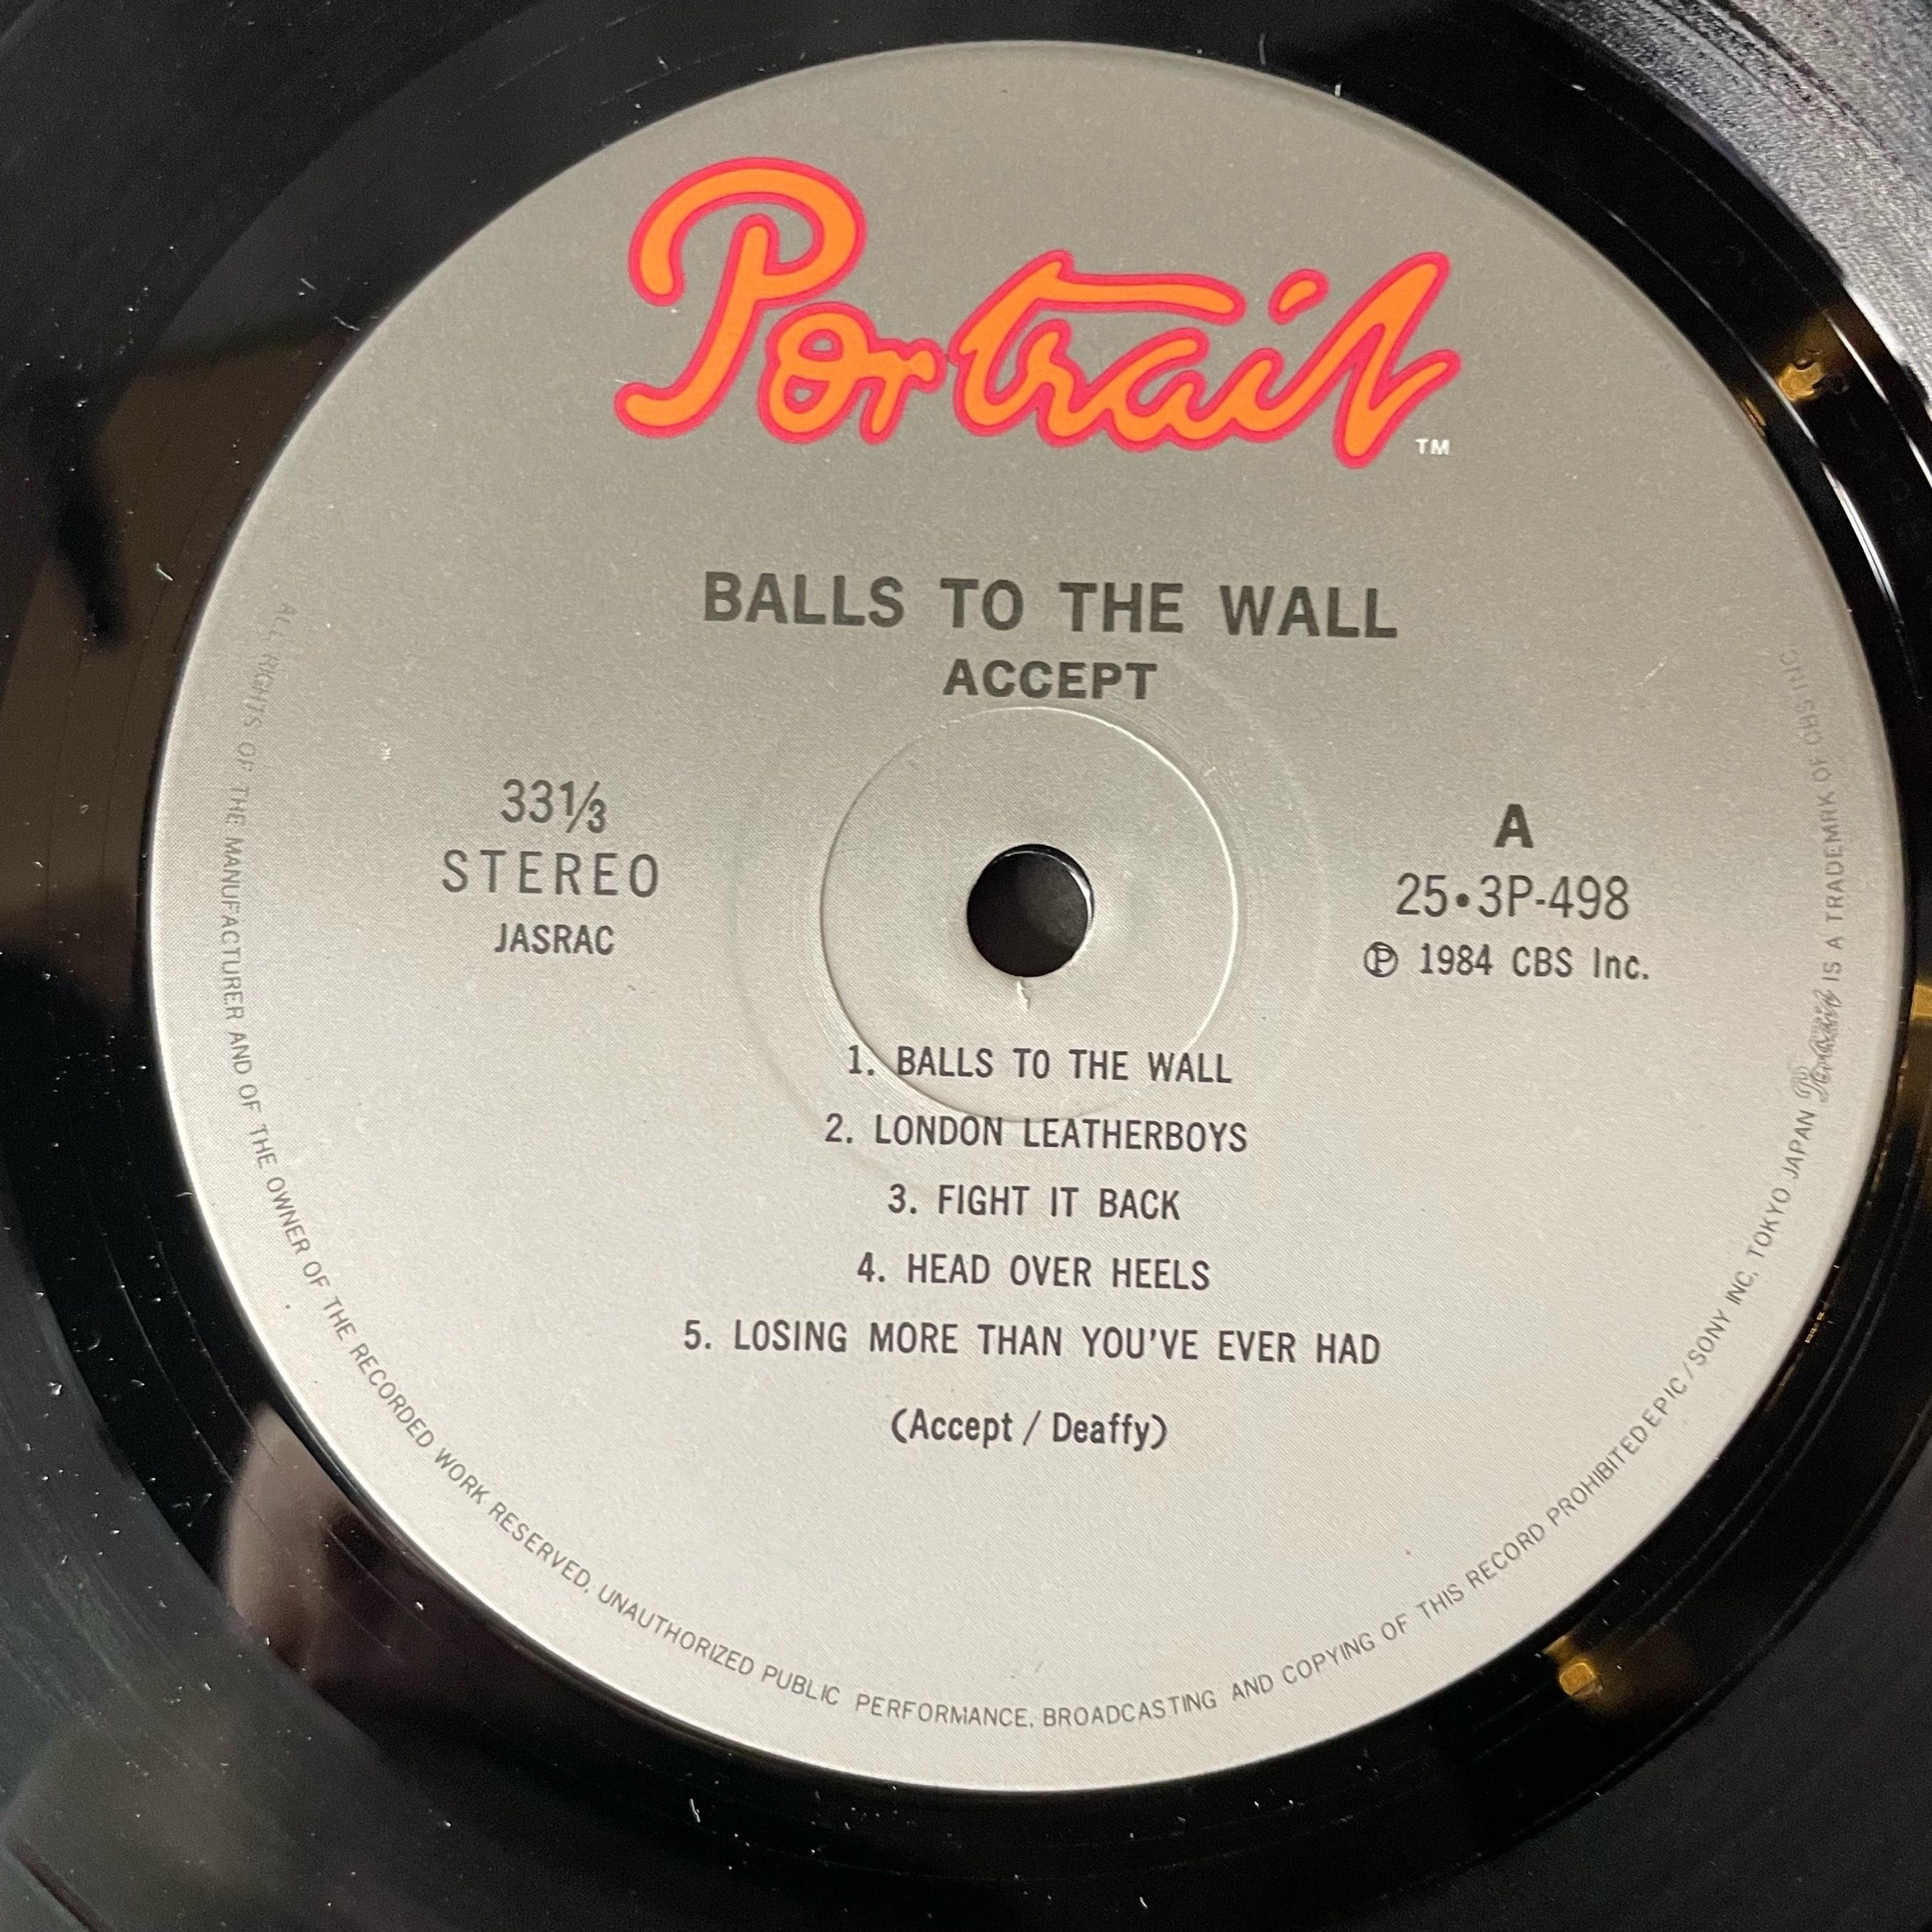 Portrait™
BALLS TO THE WALL
ACCEPT
33⅓
STEREO
JASRAC
A
25•3P-498
Ⓟ 1984 CBS Inc.
1. BALLS TO THE WALL
2. LONDON LEATHERBOYS
3. FIGHT IT BACK
4. HEAD OVER HEELS
5. LOSING MORE THAN YOU'VE EVER HAD
(Accept / Deaffy)
ALL RIGHTS OF THE MANUFACTURER AND OF THE OWNER OF THE RECORDED WORK RESERVED, UNAUTHORIZED PUBLIC PERFORMANCE, BROADCASTING AND COPYING OF THIS RECORD PROHIBITED EPIC/SONY INC. TOKYO JAPAN Portrait IS A TRADEMRK OF CBS INC